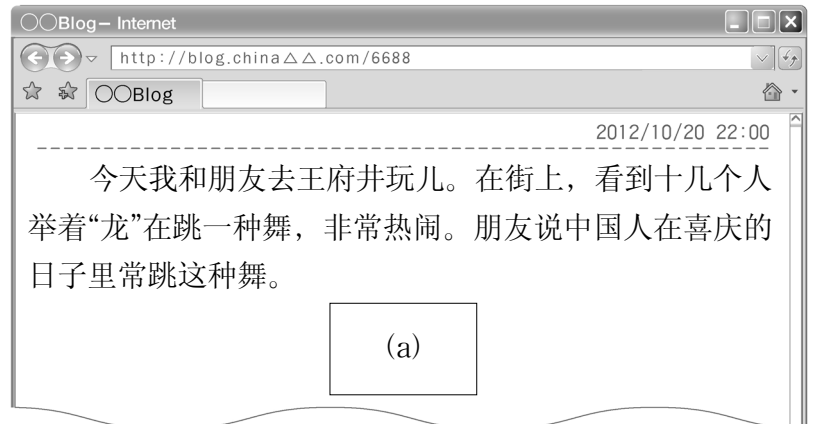 ○○Blog – Internet
http://blog.china△△.com/6688
○○Blog
2012/10/20 22:00
今天我和朋友去王府井玩儿。在街上，看到十几个人
举着“龙”在跳一种舞，非常热闹。朋友说中国人在喜庆的
日子里常跳这种舞。
(a)